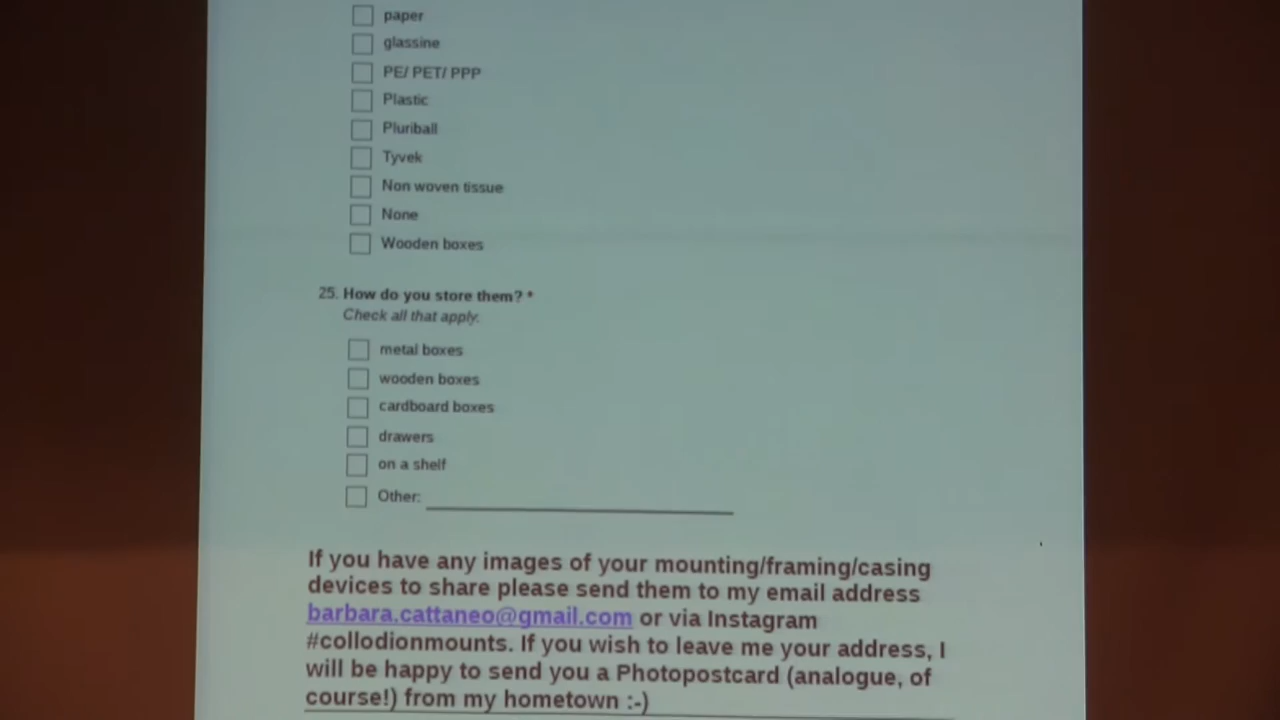 paper
glassine
PE/ PET/ PPP
Plastic
Pluriball
Tyvek
Non woven tissue
None
Wooden boxes
25. How do you store them? *
Check all that apply.
metal boxes
wooden boxes
cardboard boxes
drawers
on a shelf
Other:
If you have any images of your mounting/framing/casing
devices to share please send them to my email address
barbara.cattaneo@gmail.com or via Instagram
#collodionmounts. If you wish to leave me your address, I
will be happy to send you a Photopostcard (analogue, of
course!) from my hometown :-)